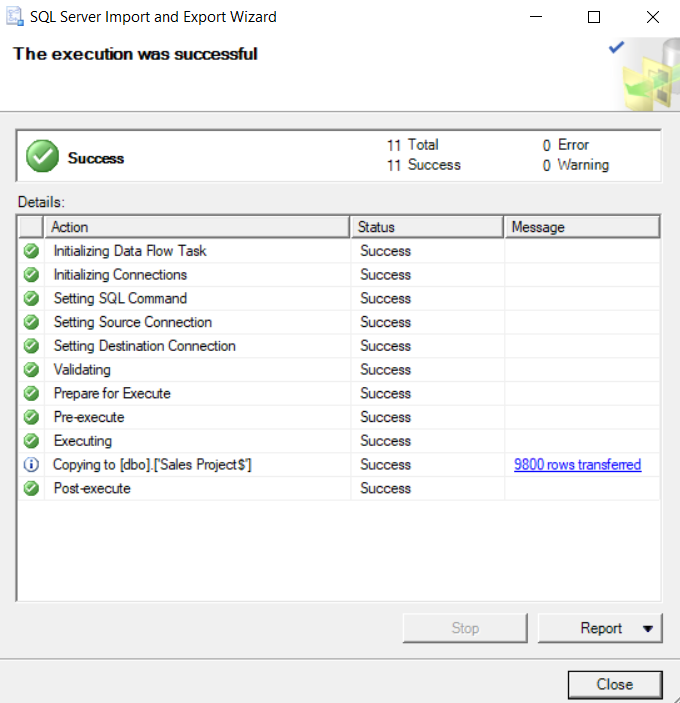 SQL Server Import and Export Wizard
The execution was successful
Success
11 Total
0 Error
11 Success
0 Warning
Details:
Action Status Message
Initializing Data Flow Task Success
Initializing Connections Success
Setting SQL Command Success
Setting Source Connection Success
Setting Destination Connection Success
Validating Success
Prepare for Execute Success
Pre-execute Success
Executing Success
Copying to [dbo].['Sales Project$'] Success 9800 rows transferred
Post-execute Success
Stop Report
Close